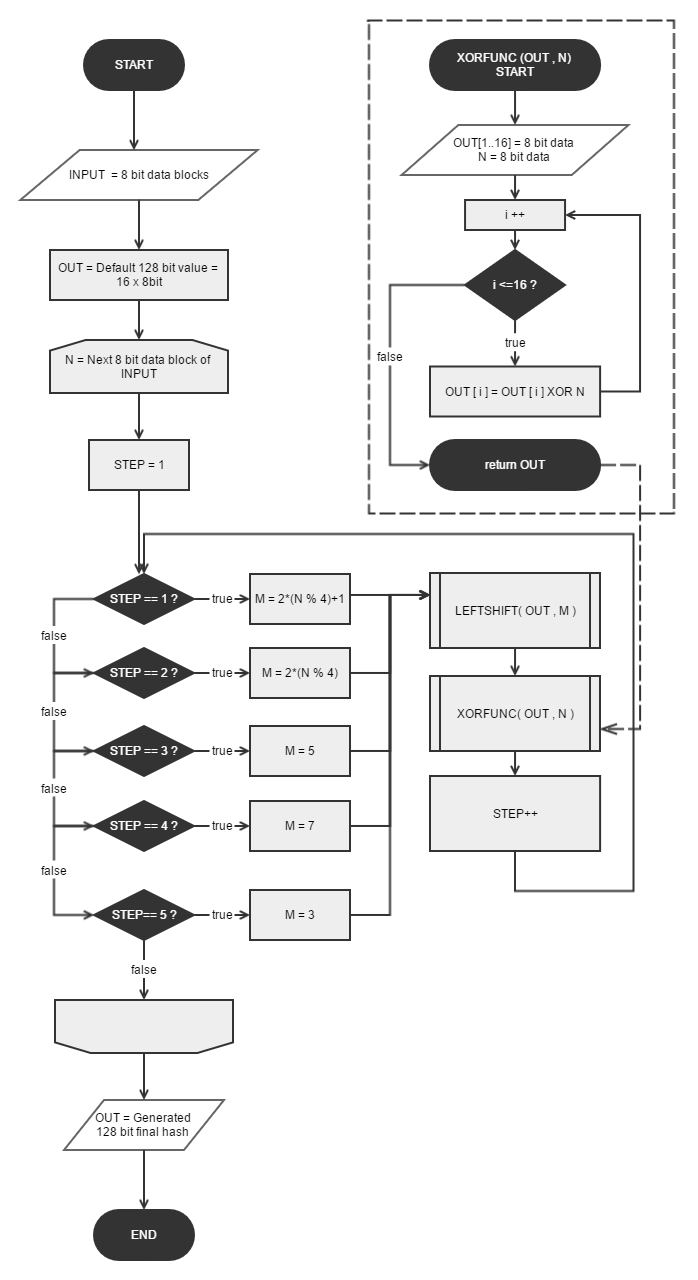 START
INPUT = 8 bit data blocks
OUT = Default 128 bit value =
16 x 8bit
N = Next 8 bit data block of
INPUT
STEP = 1
XORFUNC (OUT , N)
START
OUT[1..16] = 8 bit data
N = 8 bit data
i ++
i <=16 ?
true
false
OUT [ i ] = OUT [ i ] XOR N
return OUT
STEP == 1 ?
true
M = 2*(N % 4)+1
false
STEP == 2 ?
true
M = 2*(N % 4)
false
STEP == 3 ?
true
M = 5
false
STEP == 4 ?
true
M = 7
false
STEP== 5 ?
true
M = 3
false
LEFTSHIFT( OUT , M )
XORFUNC( OUT , N )
STEP++
OUT = Generated
128 bit final hash
END